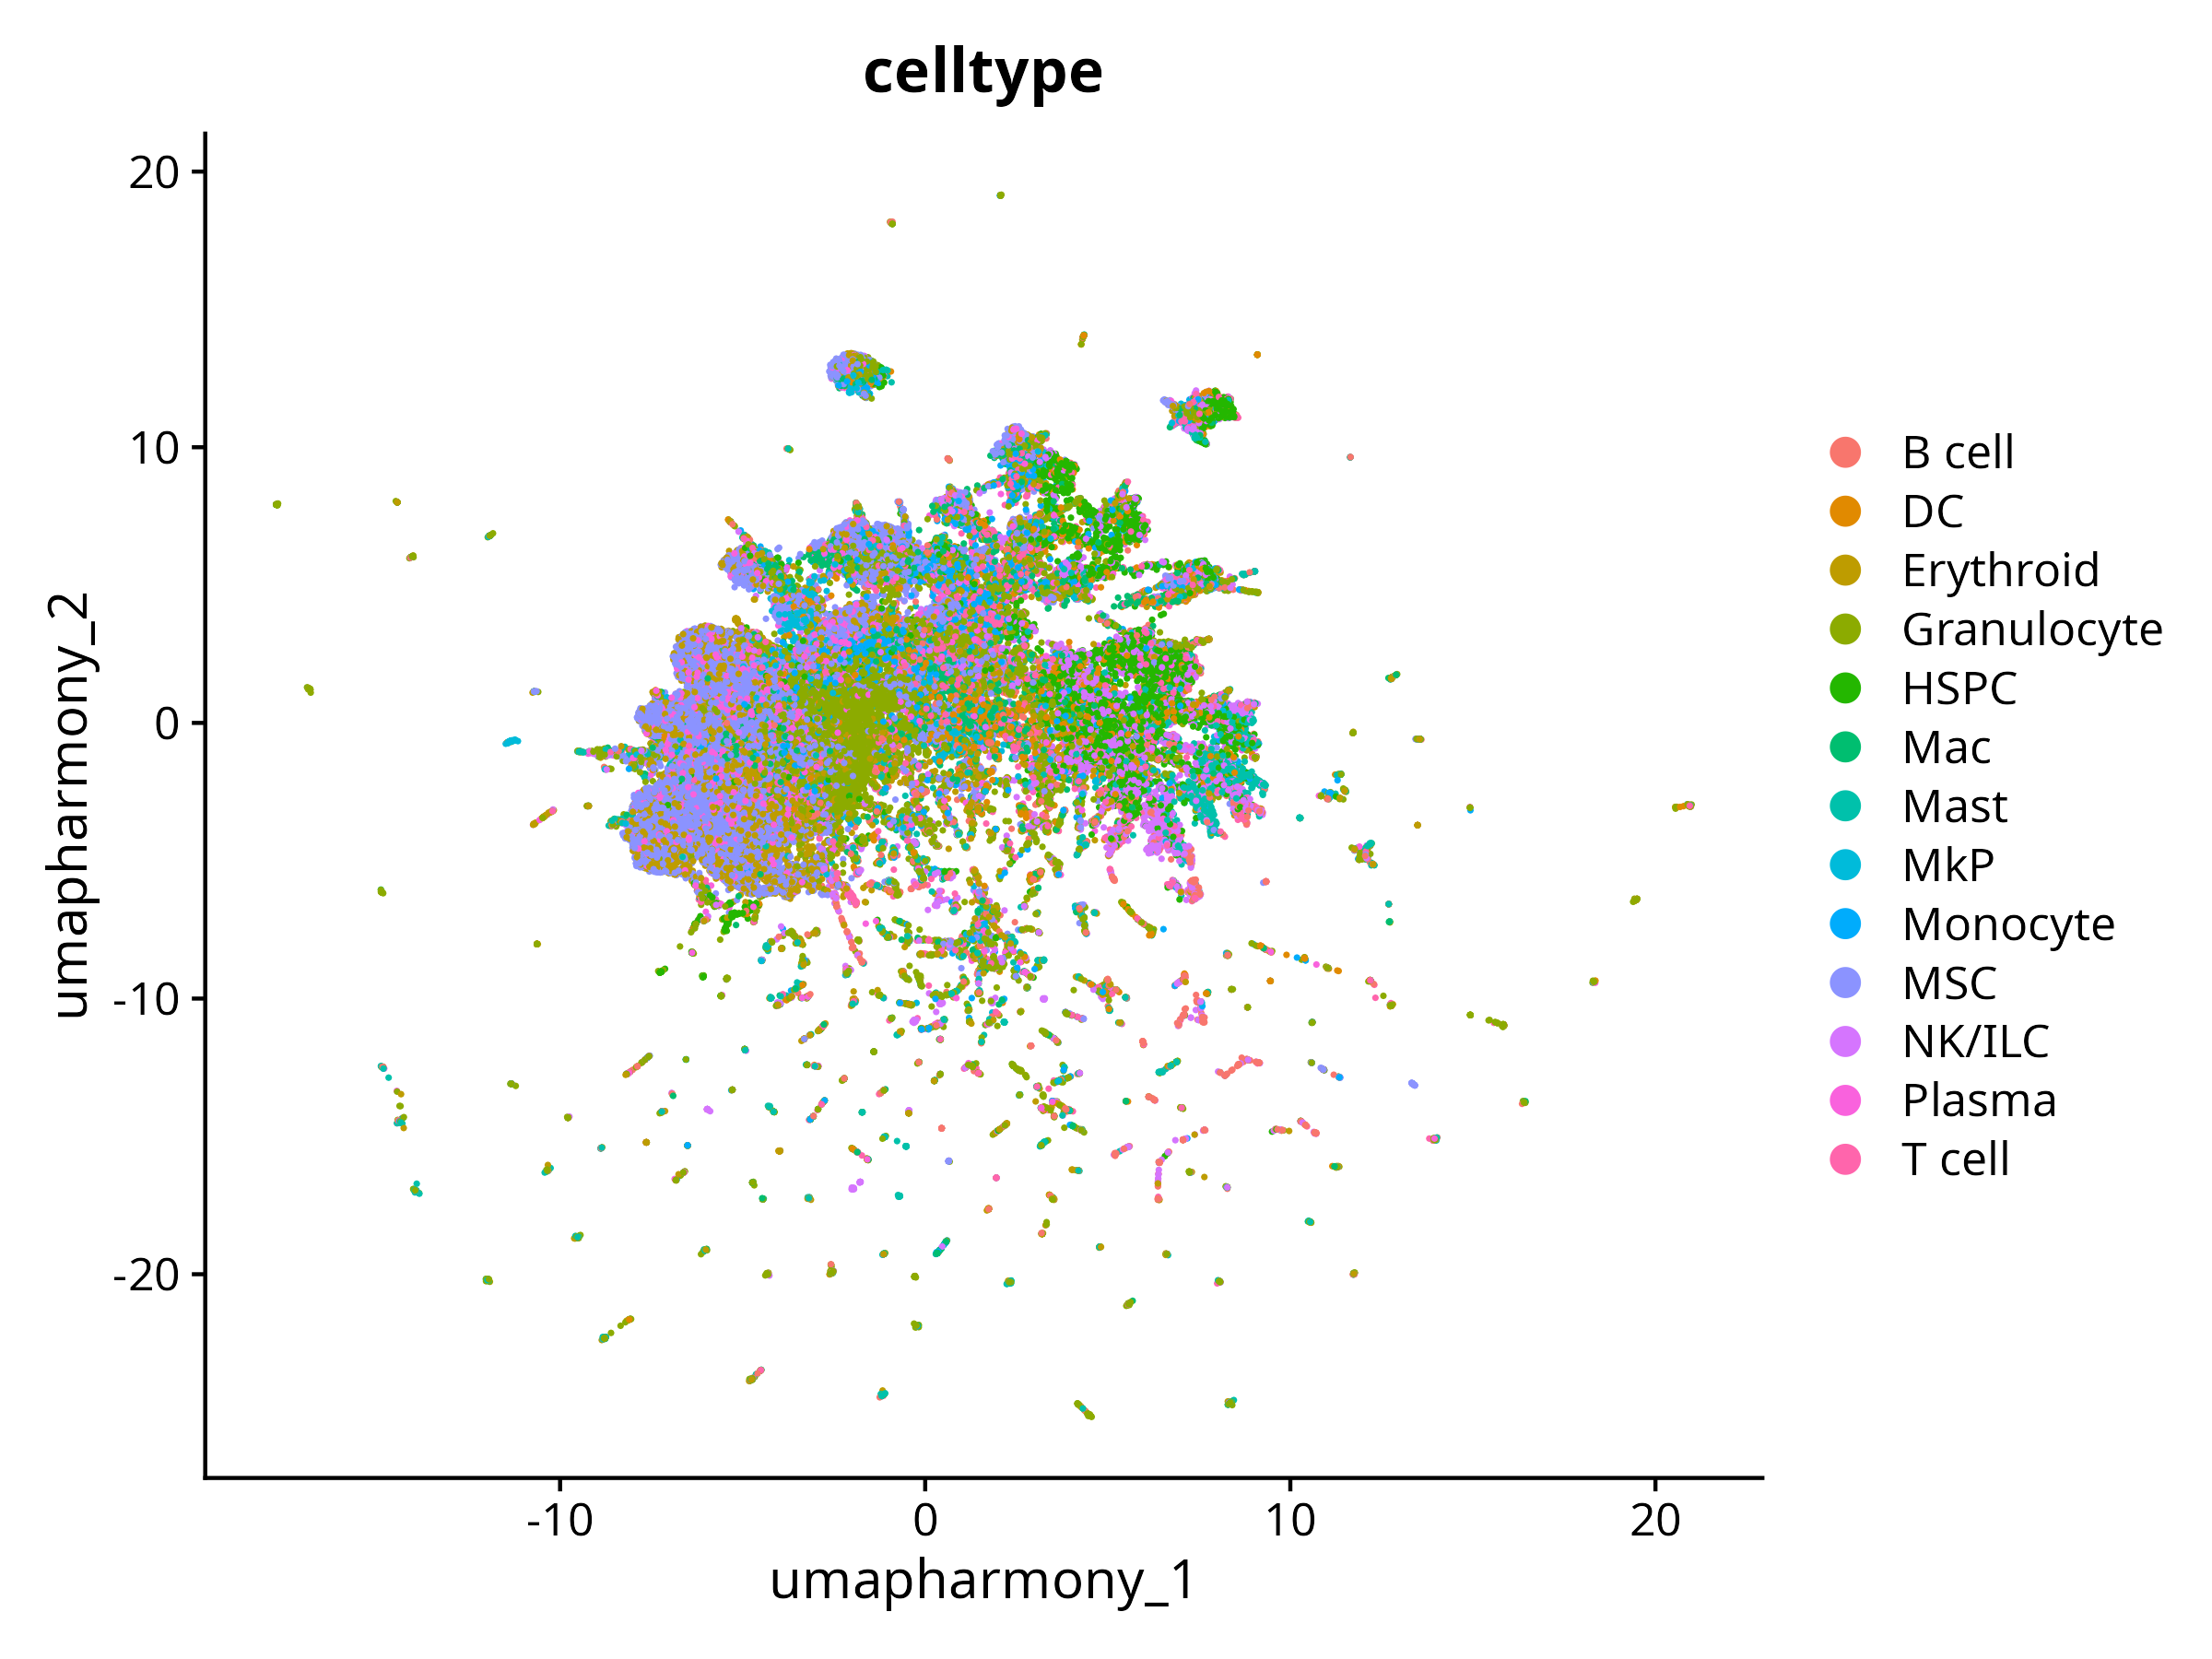 celltype
umapharmony_2
20
10
0
-10
-20
-10
0
10
20
umapharmony_1
B cell
DC
Erythroid
Granulocyte
HSPC
Mac
Mast
MkP
Monocyte
MSC
NK/ILC
Plasma
T cell